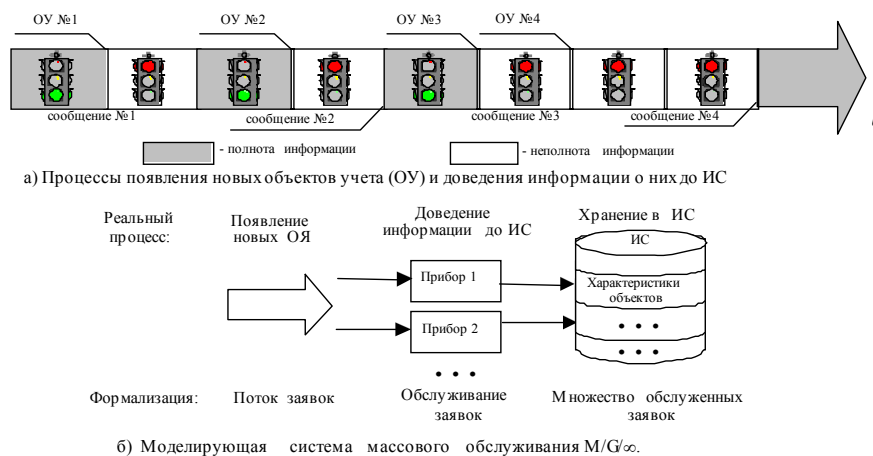 ОУ №1
ОУ №2
ОУ №3
ОУ №4
сообщение №1
сообщение №2
сообщение №3
сообщение №4
t
- полнота информации
- неполнота информации
а) Процессы появления новых объектов учета (ОУ) и доведения информации о них до ИС
Реальный
процесс:
Появление
новых ОЯ
Доведение
информации до ИС
Хранение в ИС
ИС
Прибор 1
Характеристики
объектов
Прибор 2
• • •
• • •
• • •
Формализация:
Поток заявок
Обслуживание
заявок
Множество обслуженных
заявок
б) Моделирующая система массового обслуживания M/G/∞.